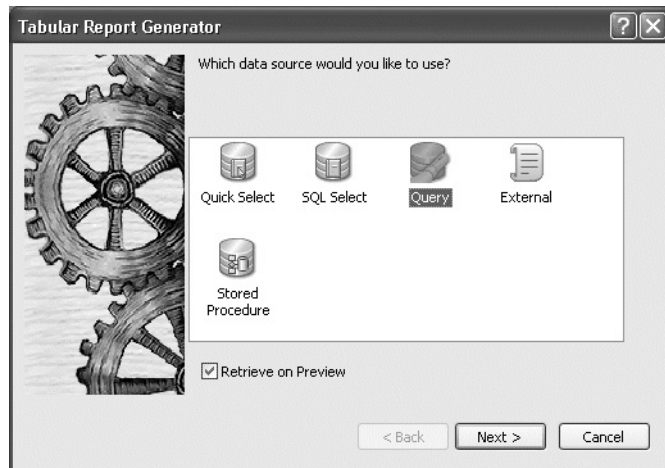 Tabular Report Generator
Which data source would you like to use?
Quick Select
SQL Select
Query
External
Stored
Procedure
Retrieve on Preview
< Back
Next >
Cancel